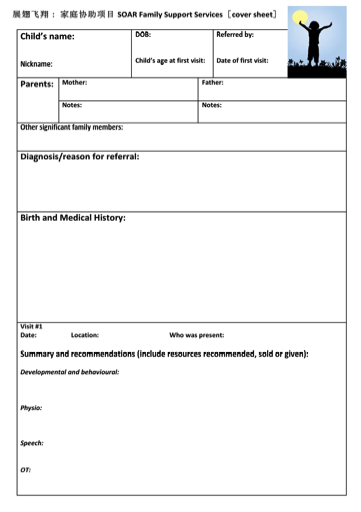 展翅飞翔：家庭协助项目 SOAR Family Support Services [cover sheet]
Child's name: DOB: Referred by:
Nickname: Child's age at first visit: Date of first visit:
Parents: Mother: Father:
Notes: Notes:
Other significant family members:
Diagnosis/reason for referral:
Birth and Medical History:
Visit #1
Date: Location: Who was present:
Summary and recommendations (include resources recommended, sold or given):
Developmental and behavioural:
Physio:
Speech:
OT: